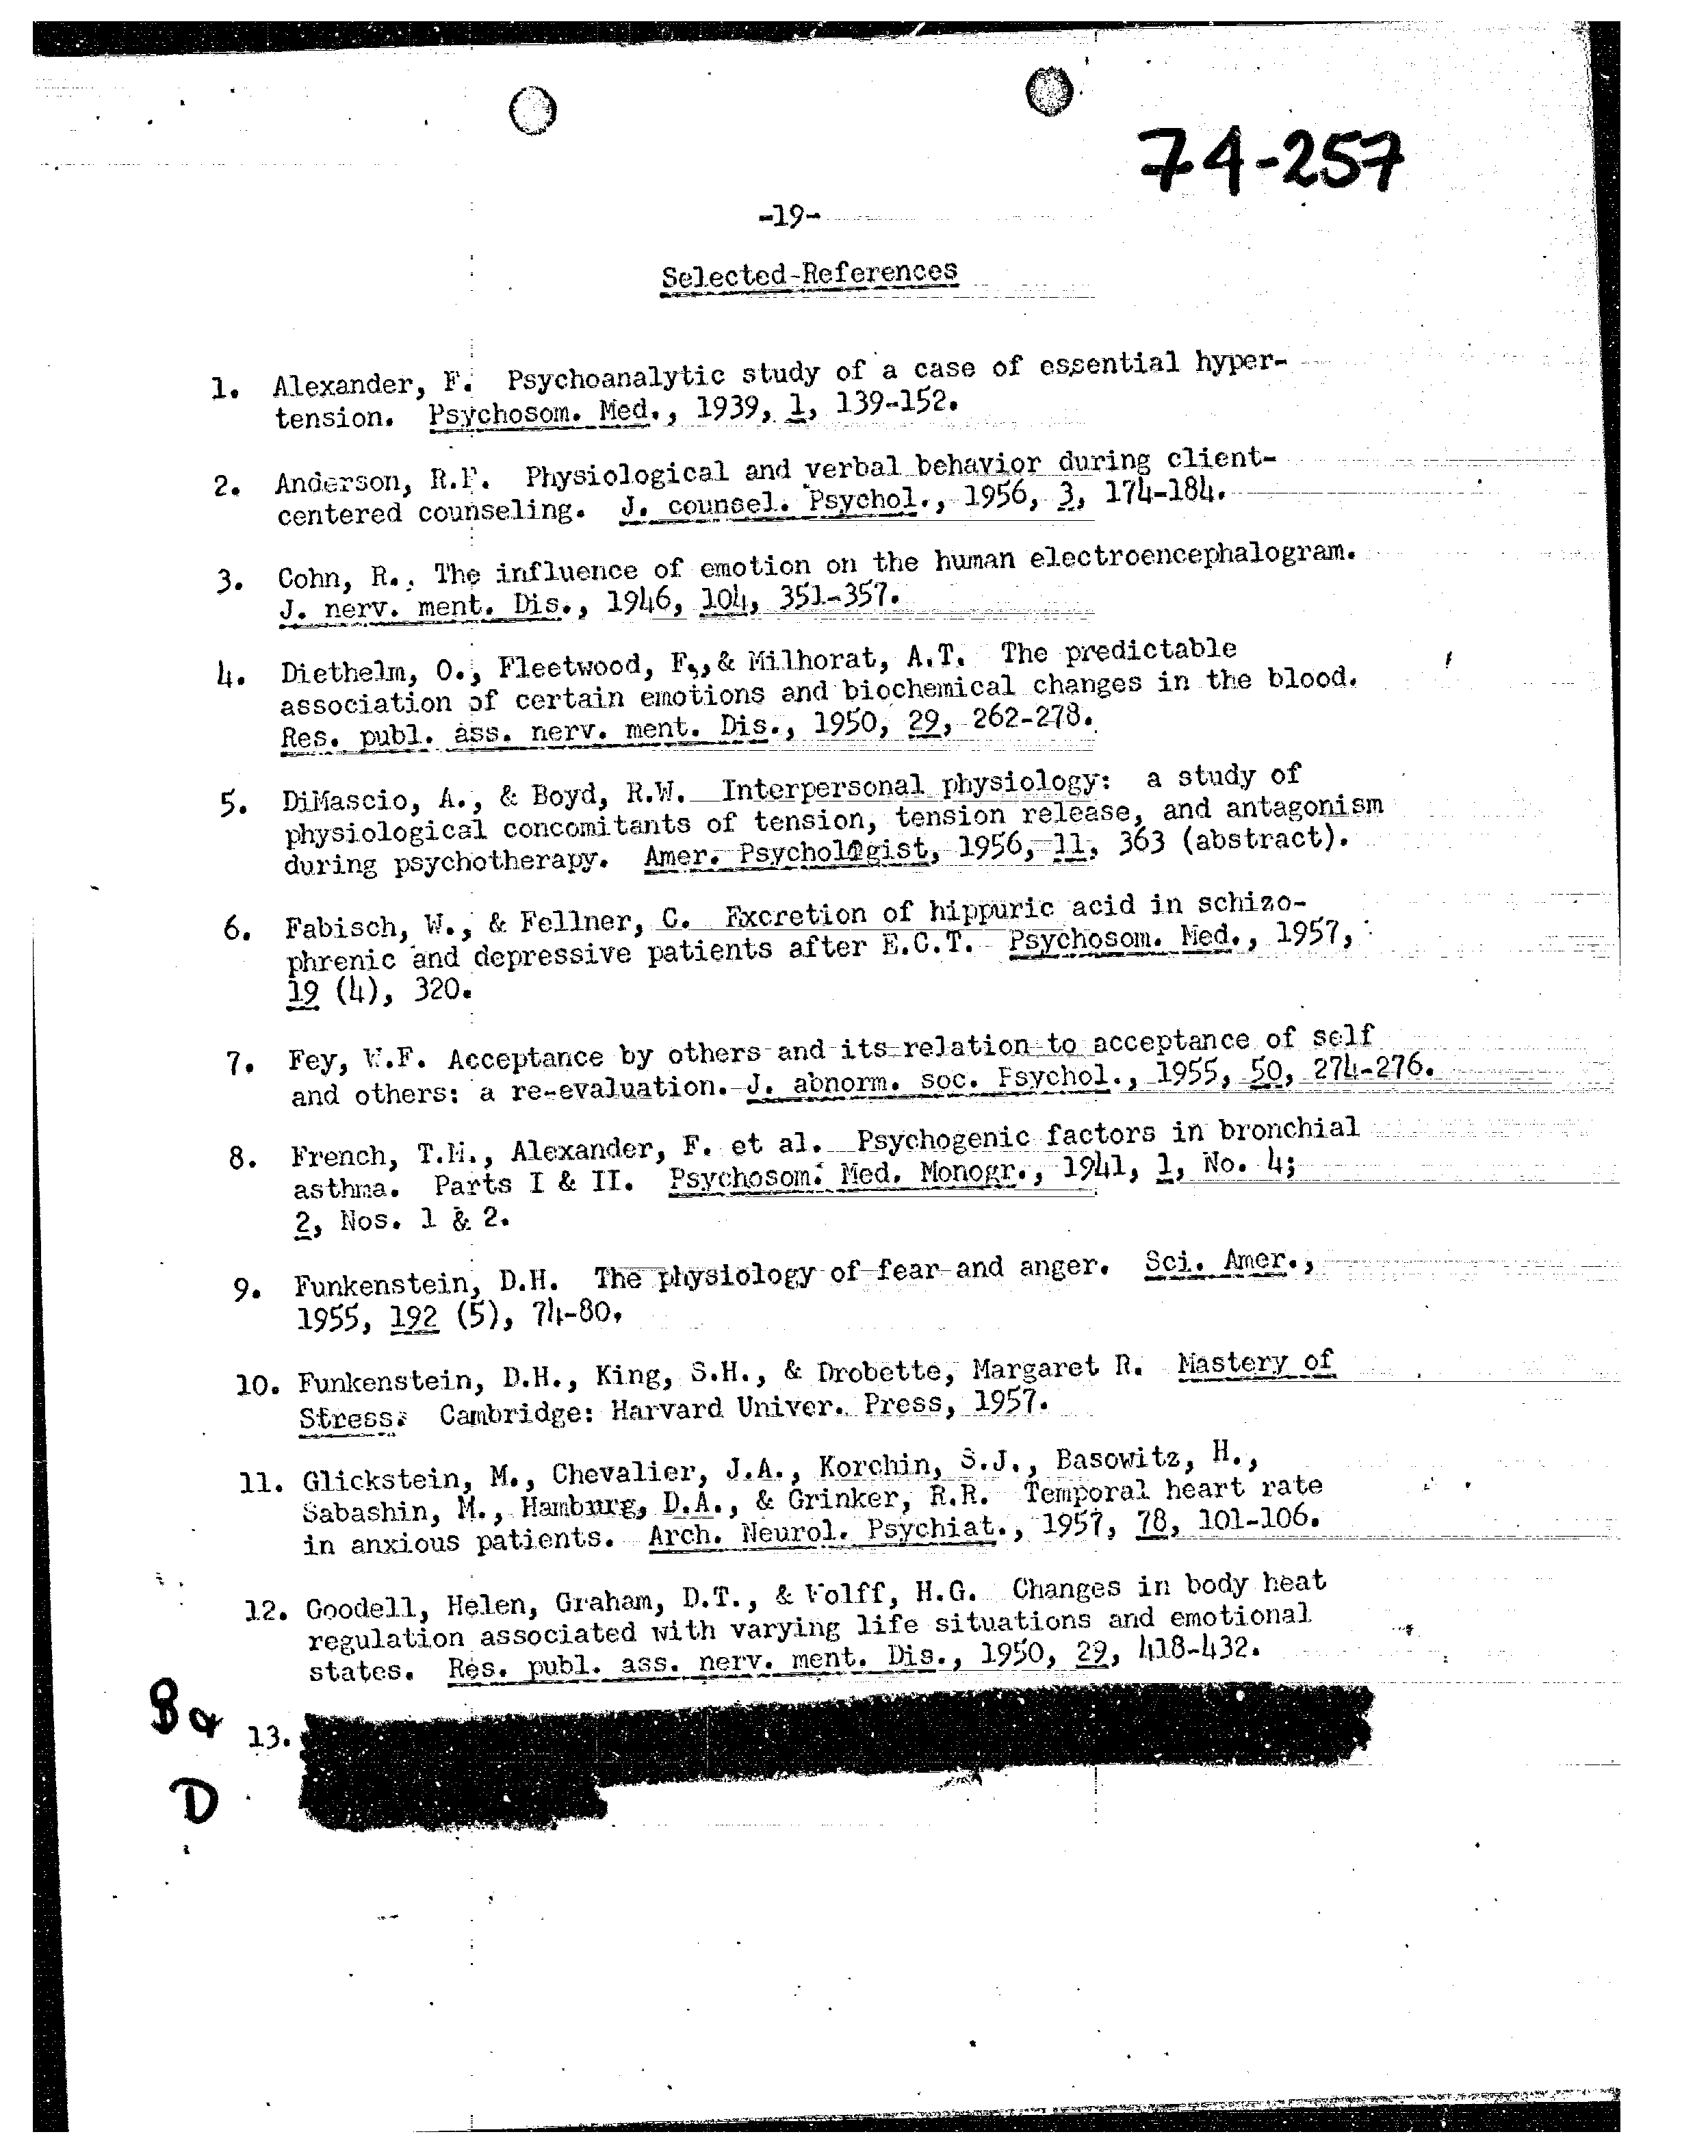 74-257
-19-
Selected References
1. Alexander, F. Psychoanalytic study of a case of essential hyper-
tension. Psychosom. Med., 1939, 1, 139-152.
2. Anderson, R.P. Physiological and verbal behavior during client-
centered counseling. J. counsel. Psychol., 1956, 3, 174-184.
3. Cohn, R. The influence of emotion on the human electroencephalogram.
J. nerv. ment. Dis., 1946, 104, 351-357.
4. Diethelm, O., Fleetwood, F., & Milhorat, A.T. The predictable
association of certain emotions and biochemical changes in the blood.
Res. publ. ass. nerv. ment. Dis., 1950, 29, 262-278.
5. DiMascio, A., & Boyd, R.W. Interpersonal physiology: a study of
physiological concomitants of tension, tension release, and antagonism
during psychotherapy. Amer. Psychologist, 1956, 11, 363 (abstract).
6. Fabisch, W., & Fellner, C. Excretion of hippuric acid in schizo-
phrenic and depressive patients after E.C.T. Psychosom. Med., 1957,
19 (4), 320.
7. Fey, W.F. Acceptance by others and its relation to acceptance of self
and others: a re-evaluation. J. abnorm. soc. Psychol., 1955, 50, 274-276.
8. French, T.M., Alexander, F. et al. Psychogenic factors in bronchial
asthma. Parts I & II. Psychosom. Med. Monogr., 1941, 1, No. 4;
2, Nos. 1 & 2.
9. Funkenstein, D.H. The physiology of fear and anger. Sci. Amer.,
1955, 192 (5), 74-80.
10. Funkenstein, D.H., King, S.H., & Drobette, Margaret R. Mastery of
Stress. Cambridge: Harvard Univer. Press, 1957.
11. Glickstein, M., Chevalier, J.A., Korchin, S.J., Basowitz, H.,
Sabashin, M., Hamburg, D.A., & Grinker, R.R. Temporal heart rate
in anxious patients. Arch. Neurol. Psychiat., 1957, 78, 101-106.
12. Goodell, Helen, Graham, D.T., & Wolff, H.G. Changes in body heat
regulation associated with varying life situations and emotional
states. Res. publ. ass. nerv. ment. Dis., 1950, 29, 418-432.
13.
D